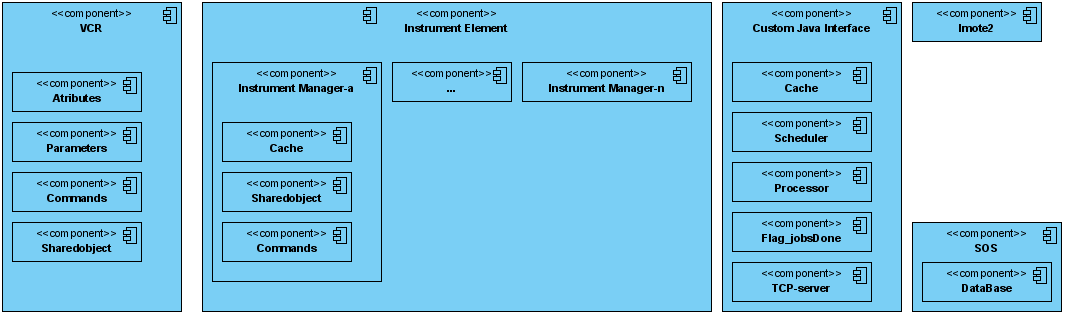 <<component>>
VCR
<<component>>
Atributes
<<component>>
Parameters
<<component>>
Commands
<<component>>
Sharedobject
<<component>>
Instrument Element
<<component>>
Instrument Manager-a
<<component>>
Cache
<<component>>
Sharedobject
<<component>>
Commands
<<component>>
...
<<component>>
Instrument Manager-n
<<component>>
Custom Java Interface
<<component>>
Cache
<<component>>
Scheduler
<<component>>
Processor
<<component>>
Flag_jobsDone
<<component>>
TCP-server
<<component>>
Imote2
<<component>>
SOS
<<component>>
DataBase